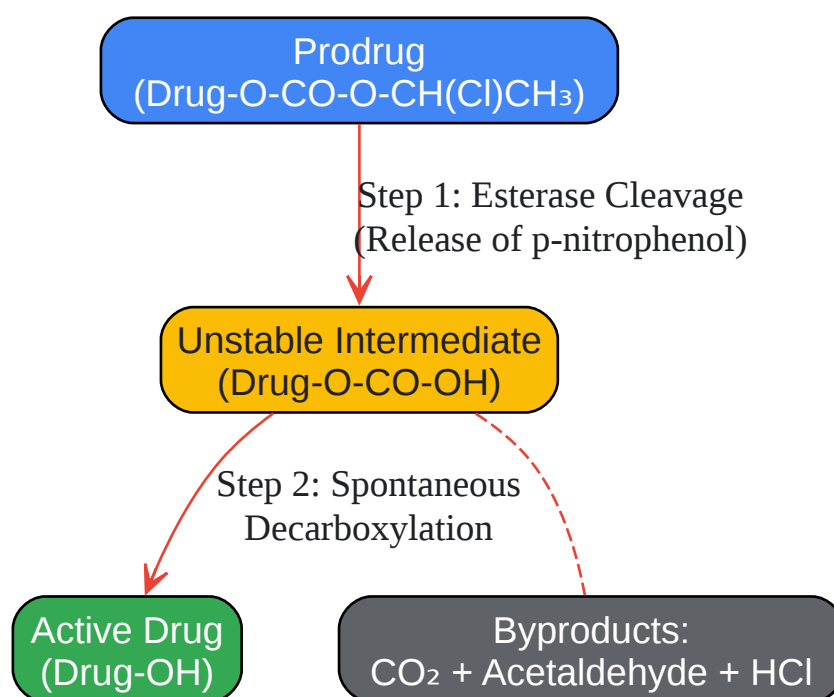 Prodrug
(Drug-O-CO-O-CH(Cl)CH₃)
Step 1: Esterase Cleavage
(Release of p-nitrophenol)
Unstable Intermediate
(Drug-O-CO-OH)
Step 2: Spontaneous
Decarboxylation
Active Drug
(Drug-OH)
Byproducts:
CO₂ + Acetaldehyde + HCl